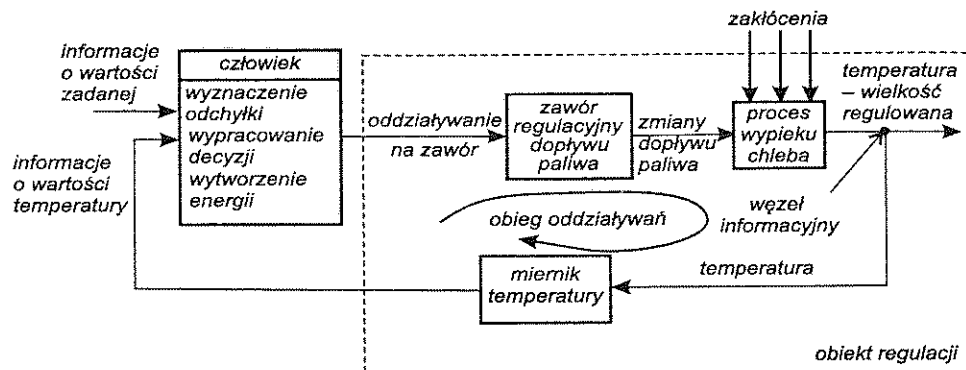 informacje
o wartości
zadanej
informacje
o wartości
temperatury
człowiek
wyznaczenie
odchyłki
wypracowanie
decyzji
wytworzenie
energii
oddziaływanie
na zawór
zawór
regulacyjny
dopływu
paliwa
zmiany
dopływu
paliwa
zakłócenia
proces
wypieku
chleba
temperatura
– wielkość
regulowana
węzeł
informacyjny
obieg oddziaływań
miernik
temperatury
temperatura
obiekt regulacji